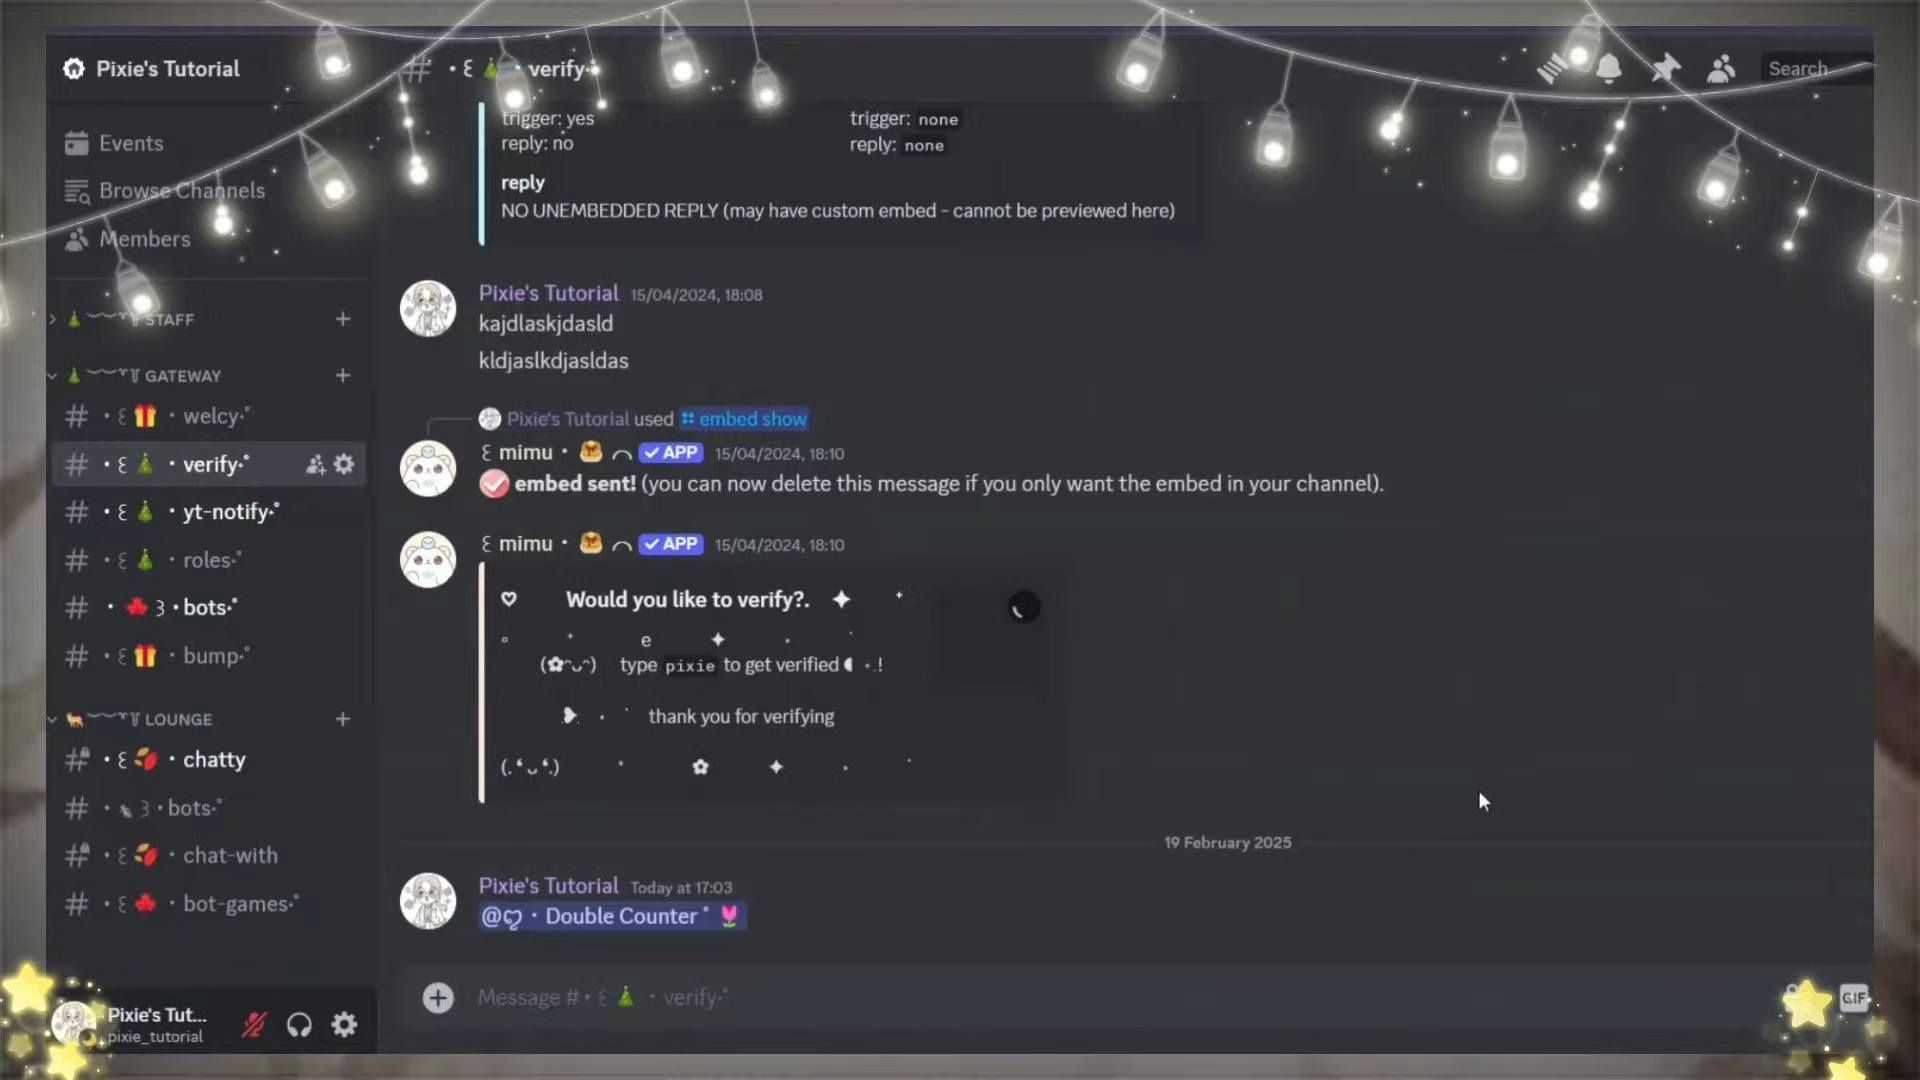 Pixie's Tutorial
verify
Search
Events
Browse Channels
Members
STAFF
GATEWAY
welcy
verify
yt-notify
roles
bots
bump
LOUNGE
chatty
bots
chat-with
bot-games
Pixie's Tut...
pixie_tutorial
trigger: yes
reply: no
trigger: none
reply: none
reply
NO UNEMBEDDED REPLY (may have custom embed - cannot be previewed here)
Pixie's Tutorial 15/04/2024, 18:08
kajdlaskjdasld
kldjaslkdjasldas
Pixie's Tutorial used embed show
mimu APP 15/04/2024, 18:10
embed sent! (you can now delete this message if you only want the embed in your channel).
mimu APP 15/04/2024, 18:10
Would you like to verify?.
e
type pixie to get verified !
thank you for verifying
19 February 2025
Pixie's Tutorial Today at 17:03
@ღ・Double Counter ˚ 🌷
Message # verify
GIF